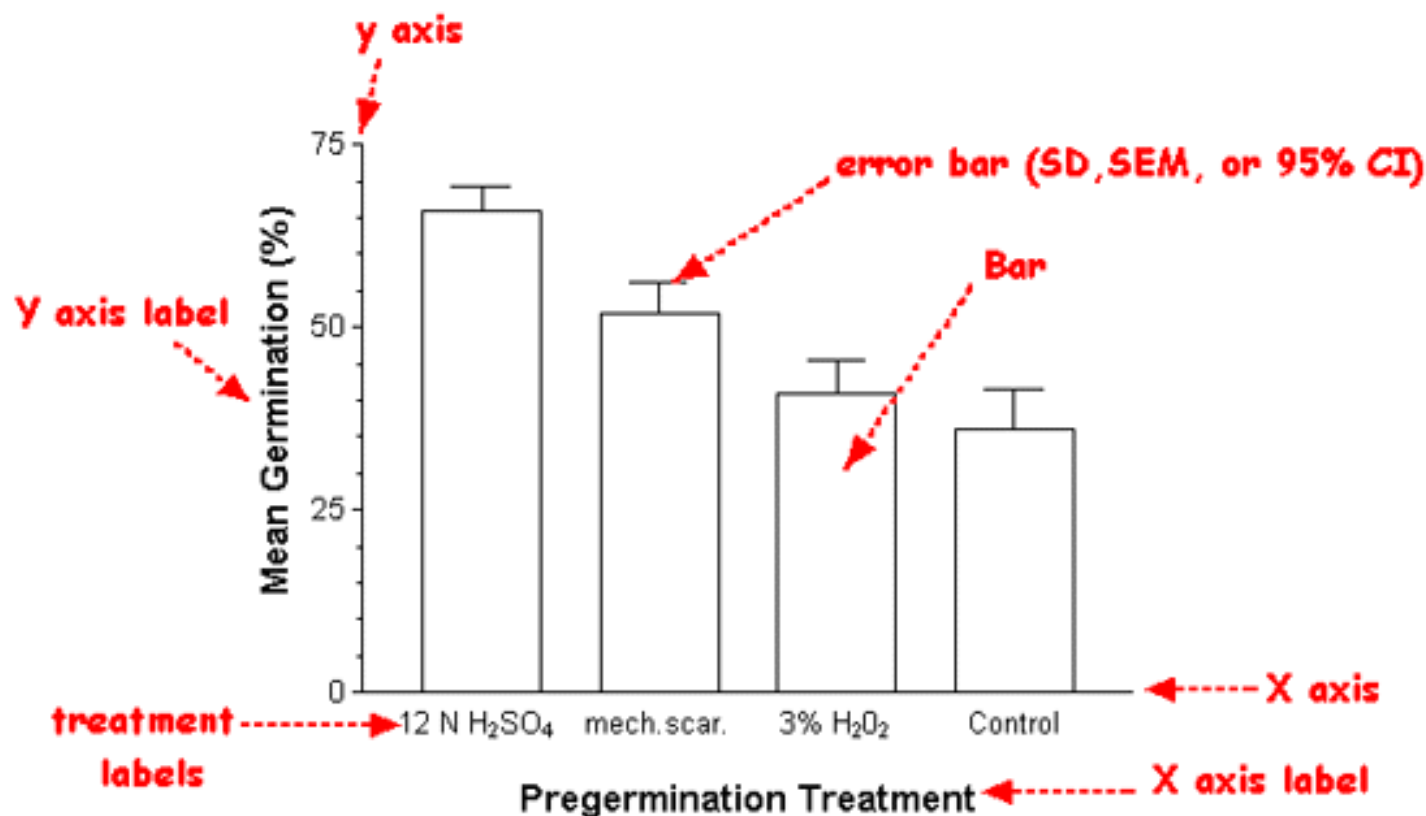 y axis
75
error bar (SD,SEM, or 95% CI)
Bar
Y axis label
Mean Germination (%)
50
25
0
X axis
treatment
labels
12 N H₂SO₄
mech.scar.
3% H₂0₂
Control
Pregermination Treatment
X axis label